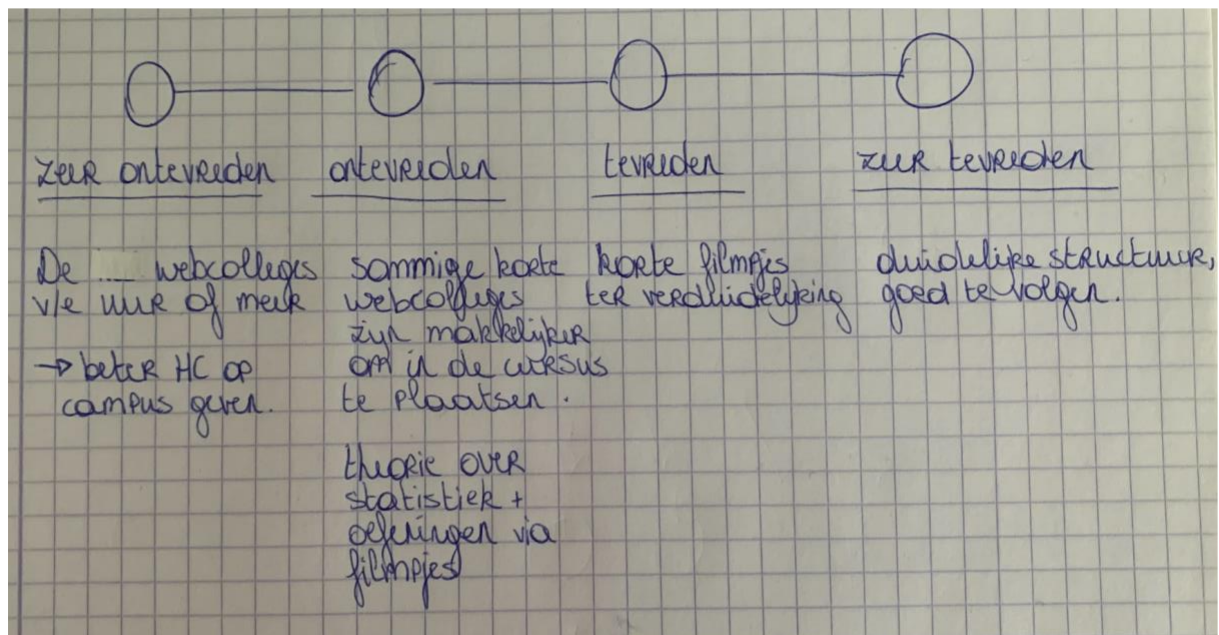 zeer ontevreden
ontevreden
tevreden
zeer tevreden
De webcolleges
v/e uur of meer
→ beter HC op
campus geven.
sommige korte
webcolleges
zijn makkelijker
om in de cursus
te plaatsen.
theorie over
statistiek +
oefeningen via
filmpjes
korte filmpjes
ter verduidelijking
duidelijke structuur,
goed te volgen.